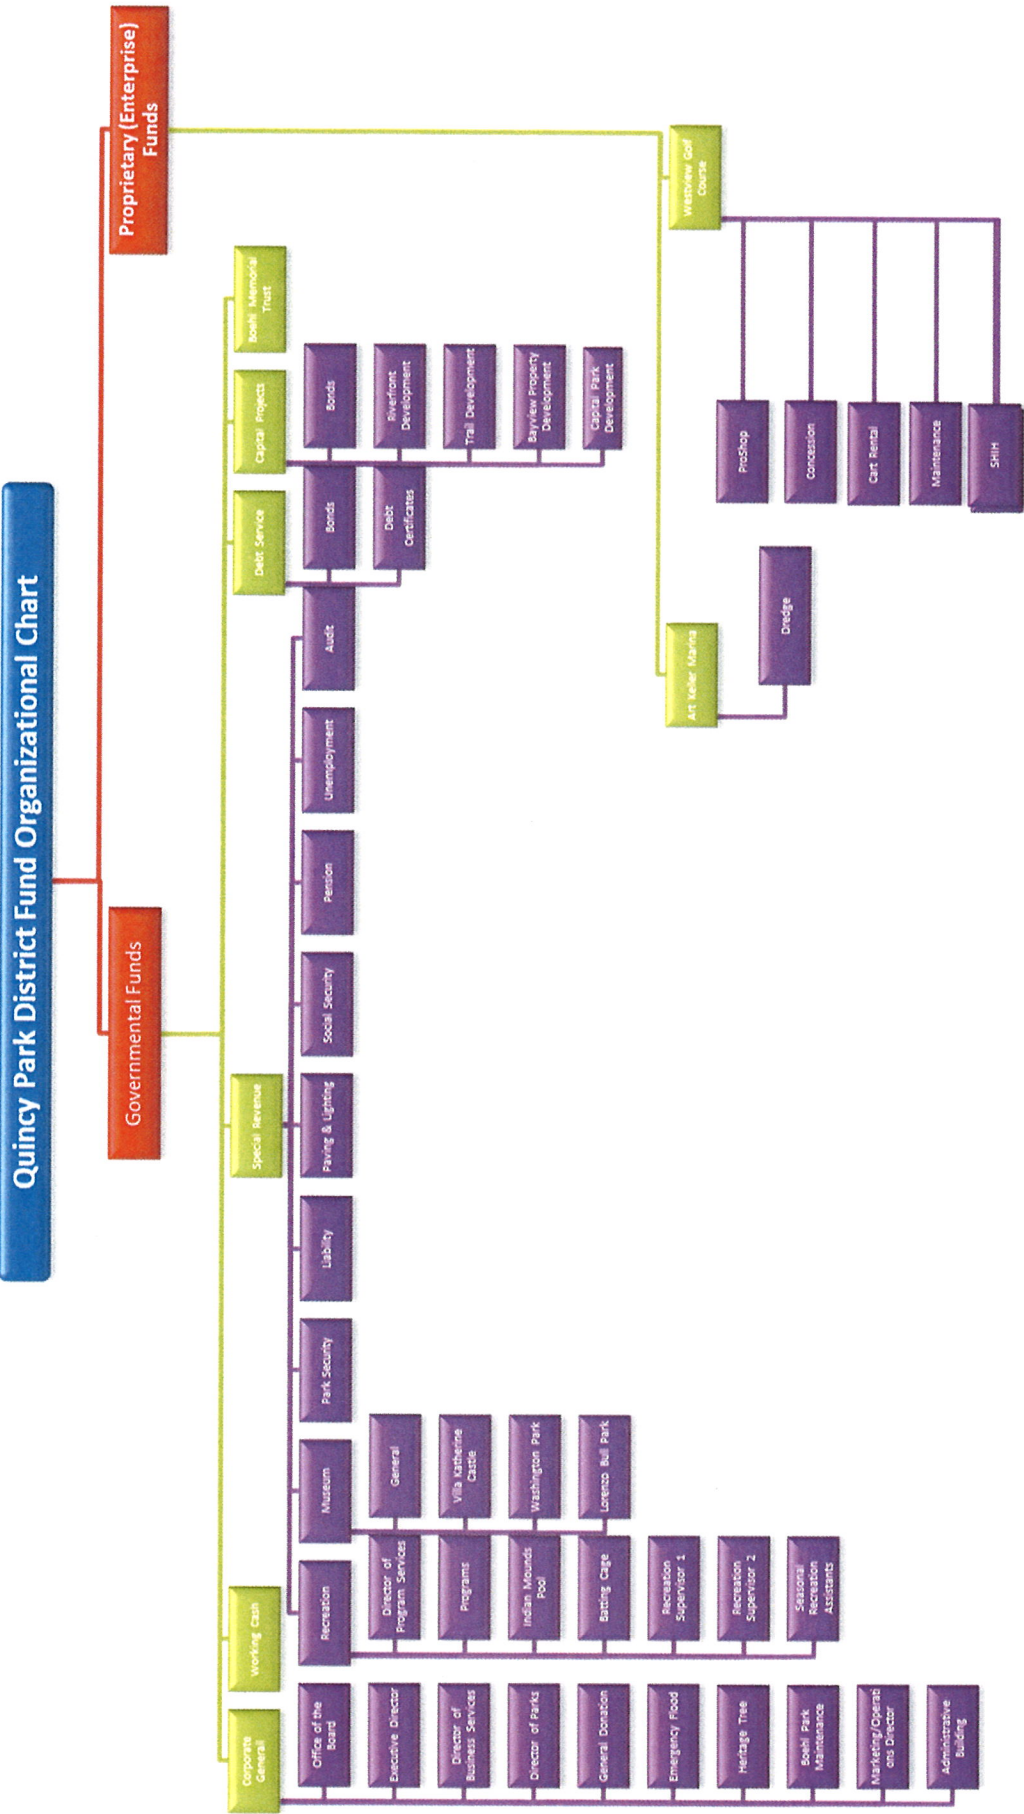 Quincy Park District Fund Organizational Chart
Governmental Funds
Proprietary (Enterprise)
Funds
Corporate
General
Working Cash
Special Revenue
Debt Service
Capital Projects
Boehl Memorial
Trust
Office of the
Board
Executive Director
Director of
Business Services
Director of Parks
General Donation
Emergency Flood
Heritage Tree
Boehl Park
Maintenance
Marketing/Operati
ons Director
Administrative
Building
Recreation
Director of
Program Services
Programs
Indian Mounds
Pool
Batting Cage
Recreation
Supervisor 1
Recreation
Supervisor 2
Seasonal
Recreation
Assistants
Museum
General
Villa Katherine
Castle
Washington Park
Lorenzo Bull Park
Park Security
Liability
Paving & Lighting
Social Security
Pension
Unemployment
Audit
Bonds
Debt
Certificates
Bonds
Riverfront
Development
Trail Development
Bayview Property
Development
Capital Park
Development
Art Keller Marina
Dredge
Westview Golf
Course
ProShop
Concession
Cart Rental
Maintenance
SHIH